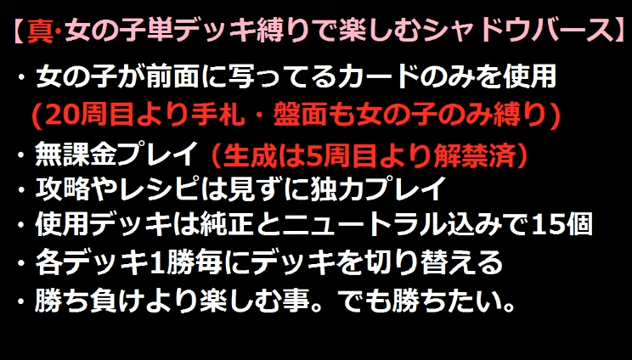 【真・女の子単デッキ縛りで楽しむシャドウバース】
・女の子が前面に写ってるカードのみを使用
(20周目より手札・盤面も女の子のみ縛り)
・無課金プレイ（生成は5周目より解禁済）
・攻略やレシピは見ずに独力プレイ
・使用デッキは純正とニュートラル込みで15個
・各デッキ1勝毎にデッキを切り替える
・勝ち負けより楽しむ事。でも勝ちたい。